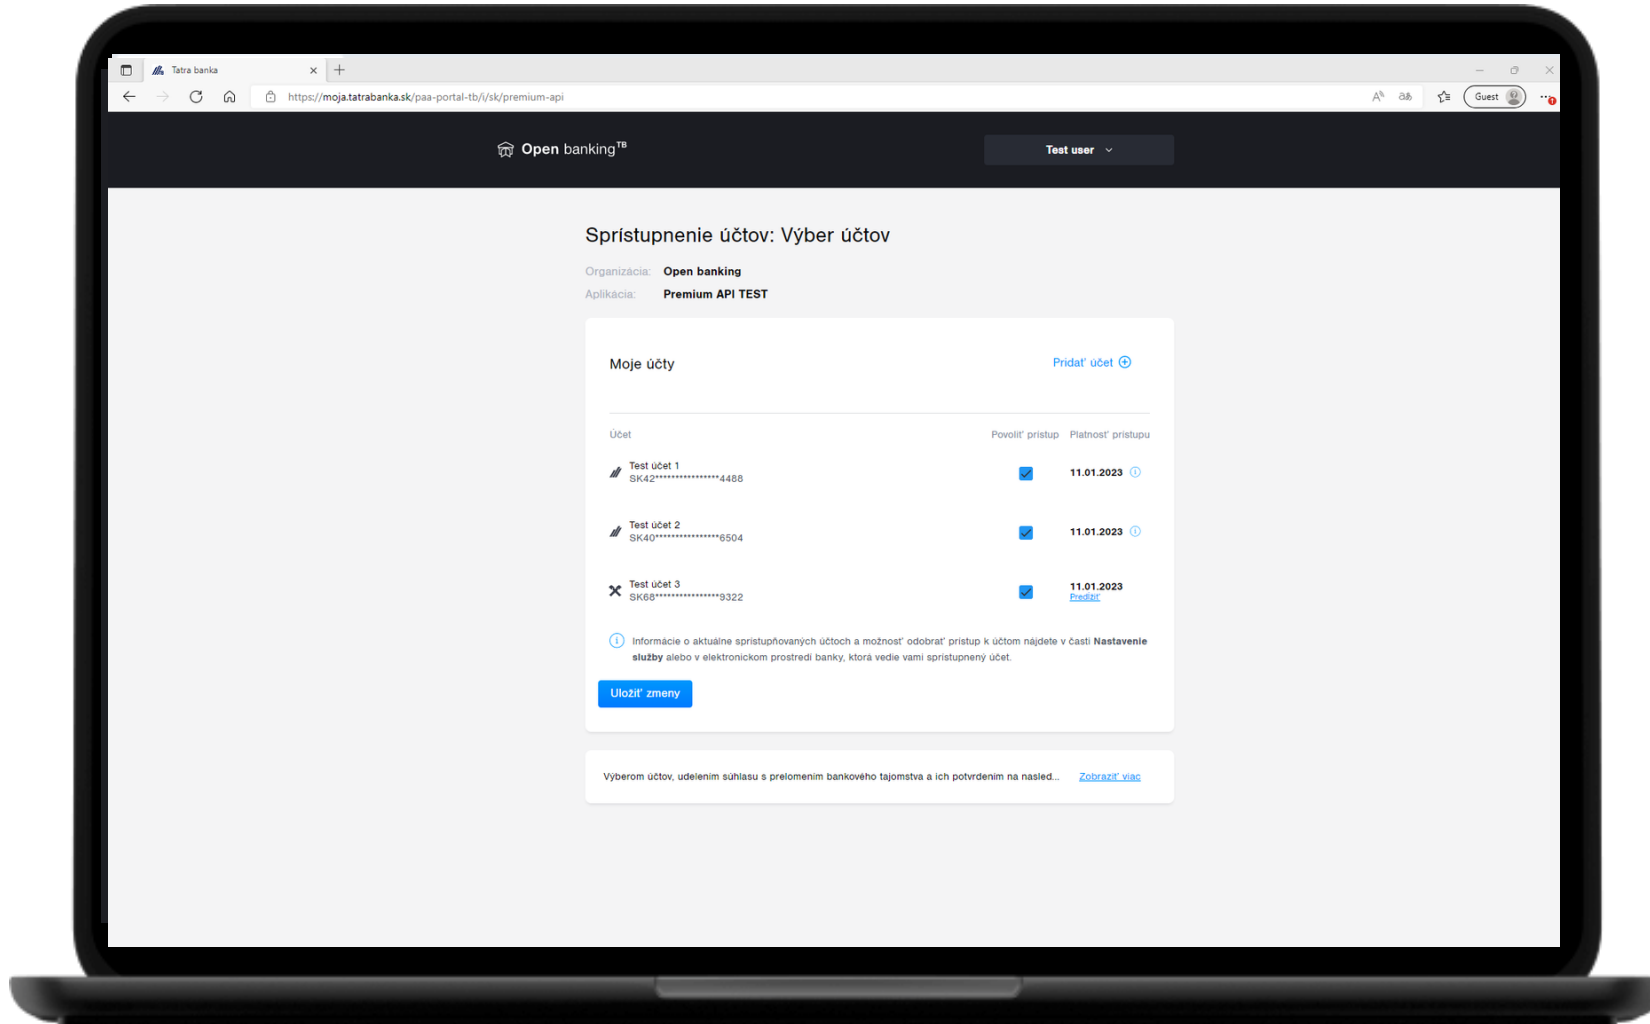 Tatra banka
https://moja.tatrabanka.sk/paa-portal-tb/i/sk/premium-api
Guest
Open banking TB
Test user
Sprístupnenie účtov: Výber účtov
Organizácia: Open banking
Aplikácia: Premium API TEST
Moje účty
Pridať účet
Účet Povoliť prístup Platnosť prístupu
Test účet 1
SK42****************4488
11.01.2023
Test účet 2
SK40****************6504
11.01.2023
Test účet 3
SK68****************9322
11.01.2023
Predĺžiť
Informácie o aktuálne sprístupňovaných účtoch a možnosť odobrať prístup k účtom nájdete v časti Nastavenie
služby alebo v elektronickom prostredí banky, ktorá vedie vami sprístupnený účet.
Uložiť zmeny
Výberom účtov, udelením súhlasu s prelomením bankového tajomstva a ich potvrdením na nasled... Zobraziť viac